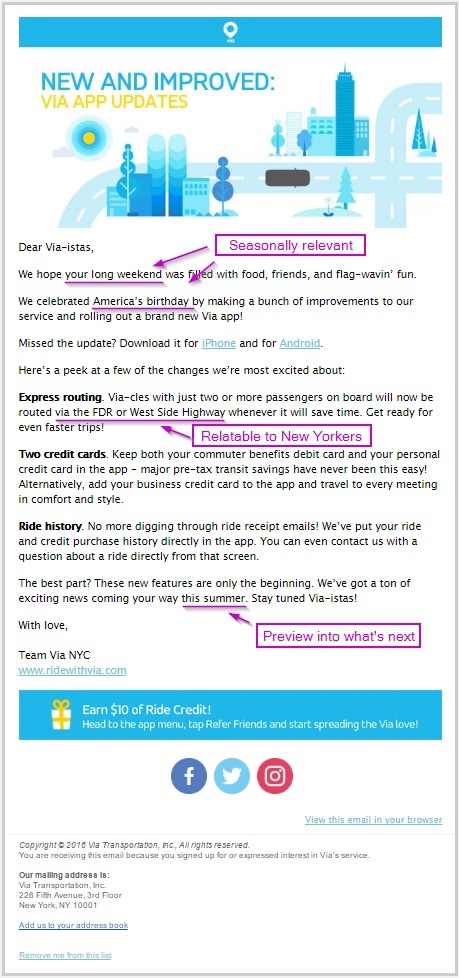 VIA
NEW AND IMPROVED:
VIA APP UPDATES
Dear Via-istas,
Seasonally relevant
We hope your long weekend was filled with food, friends, and flag-wavin' fun.
We celebrated America's birthday by making a bunch of improvements to our
service and rolling out a brand new Via app!
Missed the update? Download it for iPhone and for Android.
Here's a peek at a few of the changes we're most excited about:
Express routing. Via-cles with just two or more passengers on board will now be
routed via the FDR or West Side Highway whenever it will save time. Get ready for
even faster trips!
Relatable to New Yorkers
Two credit cards. Keep both your commuter benefits debit card and your personal
credit card in the app - major pre-tax transit savings have never been this easy!
Alternatively, add your business credit card to the app and travel to every meeting
in comfort and style.
Ride history. No more digging through ride receipt emails! We've put your ride
and credit purchase history directly in the app. You can even contact us with a
question about a ride directly from that screen.
The best part? These new features are only the beginning. We've got a ton of
exciting news coming your way this summer. Stay tuned Via-istas!
With love,
Preview into what's next
Team Via NYC
www.ridewithvia.com
Earn $10 of Ride Credit!
Head to the app menu, tap Refer Friends and start spreading the Via love!
View this email in your browser
Copyright © 2016 Via Transportation, Inc., All rights reserved.
You are receiving this email because you signed up for or expressed interest in Via's service.
Our mailing address is:
Via Transportation, Inc.
226 Fifth Avenue, 3rd Floor
New York, NY 10001
Add us to your address book
Remove me from this list